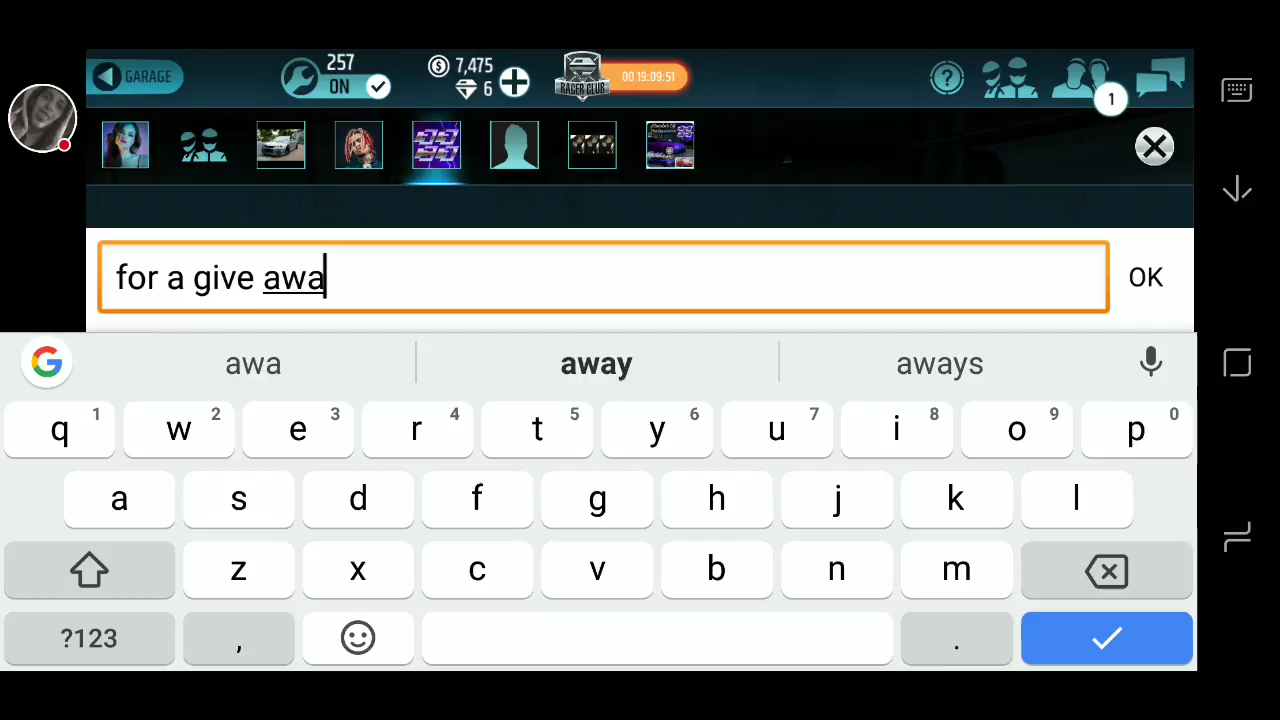 257
GARAGE
ON
7,475
6
RACER CLUB
00 19:09:51
?
1
for a give awa
OK
awa
away
aways
q 1 w 2 e 3 r 4 t 5 y 6 u 7 i 8 o 9 p 0
a s d f g h j k l
z x c v b n m
?123 , .